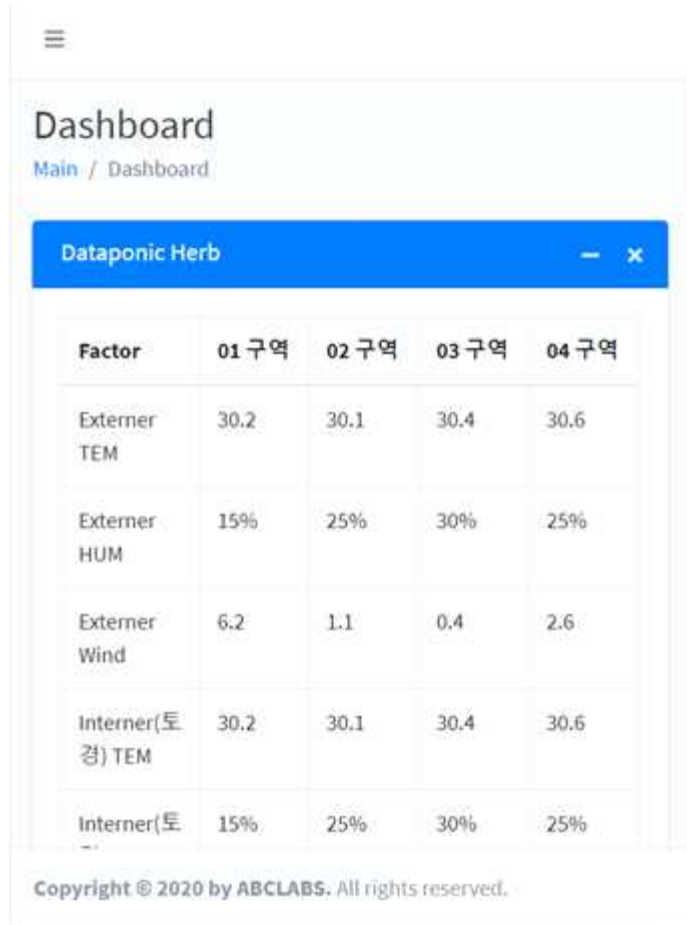 Dashboard
Main / Dashboard
Dataponic Herb
Factor 01 구역 02 구역 03 구역 04 구역
Externer 30.2 30.1 30.4 30.6
TEM
Externer 15% 25% 30% 25%
HUM
Externer 6.2 1.1 0.4 2.6
Wind
Interner(토 30.2 30.1 30.4 30.6
경) TEM
Interner(토 15% 25% 30% 25%
Copyright © 2020 by ABCLABS. All rights reserved.